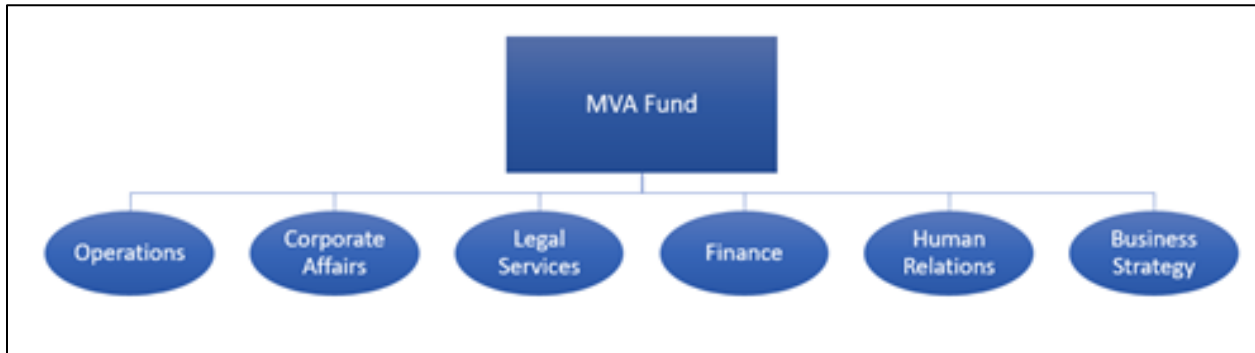 MVA Fund
Operations
Corporate
Affairs
Legal
Services
Finance
Human
Relations
Business
Strategy